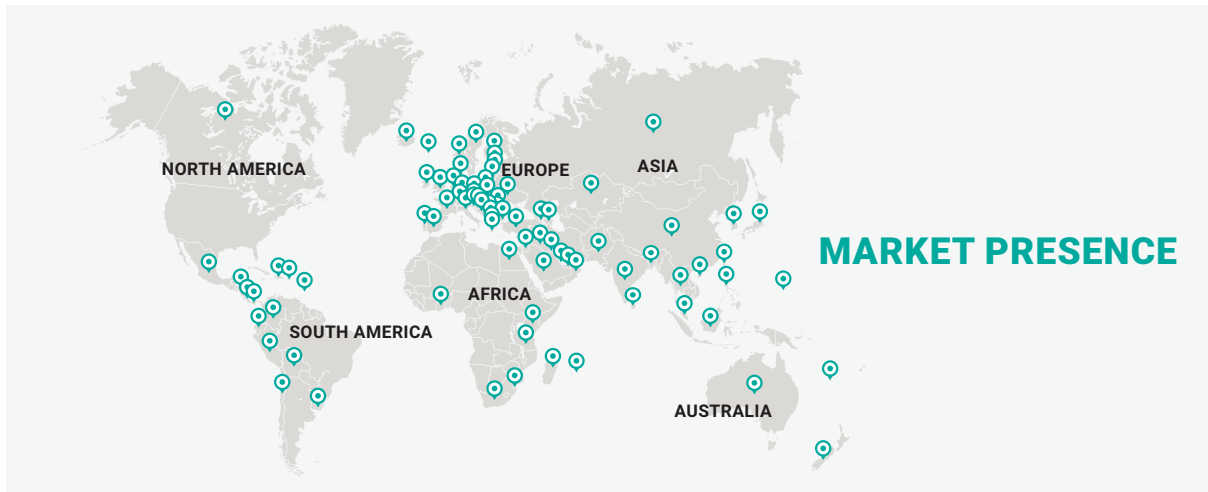 NORTH AMERICA
EUROPE
ASIA
MARKET PRESENCE
AFRICA
SOUTH AMERICA
AUSTRALIA